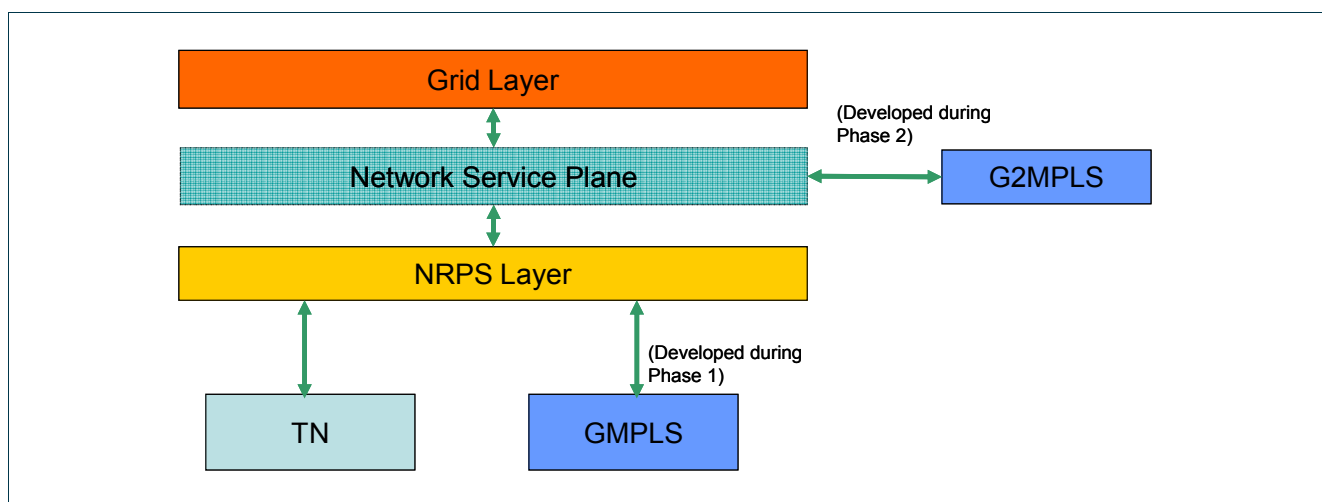 Grid Layer
(Developed during
Phase 2)
Network Service Plane
G2MPLS
NRPS Layer
(Developed during
Phase 1)
TN
GMPLS